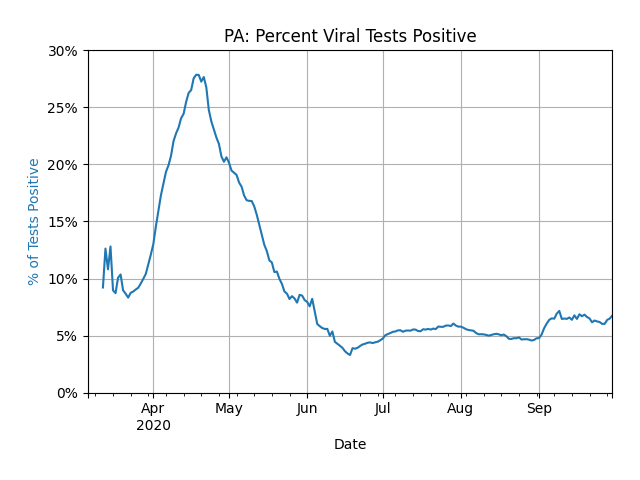 PA: Percent Viral Tests Positive
30%
25%
20%
15%
10%
5%
0%
% of Tests Positive
Apr May Jun Jul Aug Sep
2020
Date